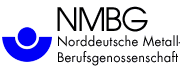 NMBG
Norddeutsche Metall-
Berufsgenossenschaft